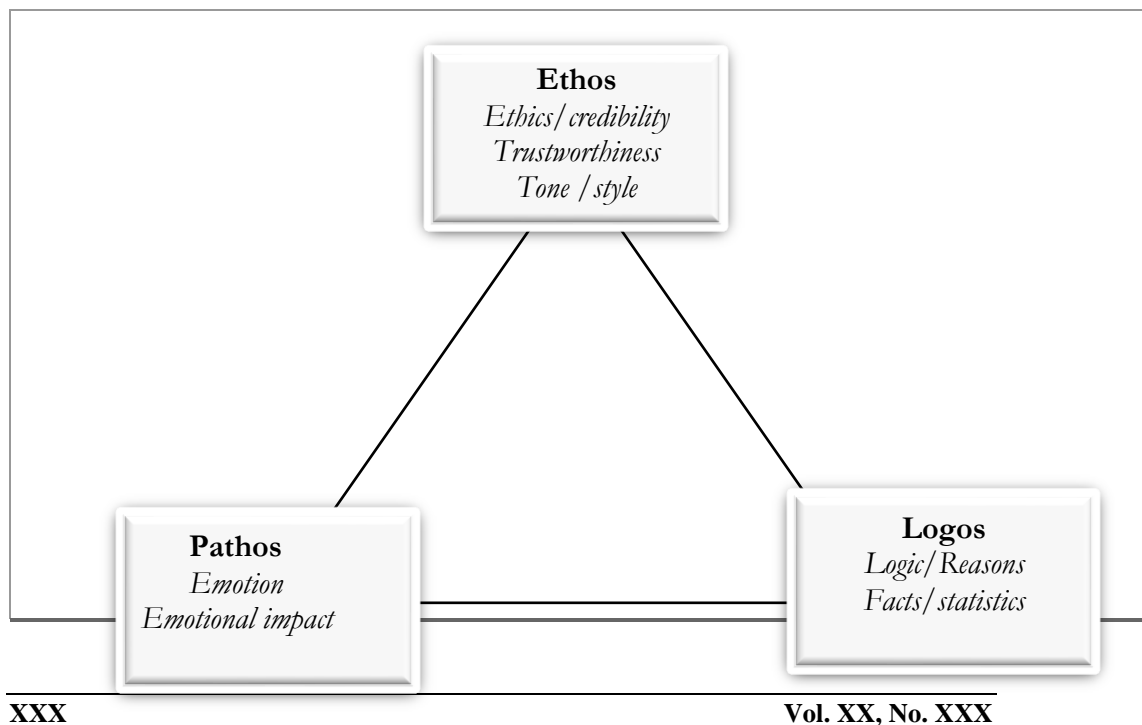 Ethos
Ethics/credibility
Trustworthiness
Tone /style
Pathos
Emotion
Emotional impact
Logos
Logic/Reasons
Facts/statistics
XXX Vol. XX, No. XXX